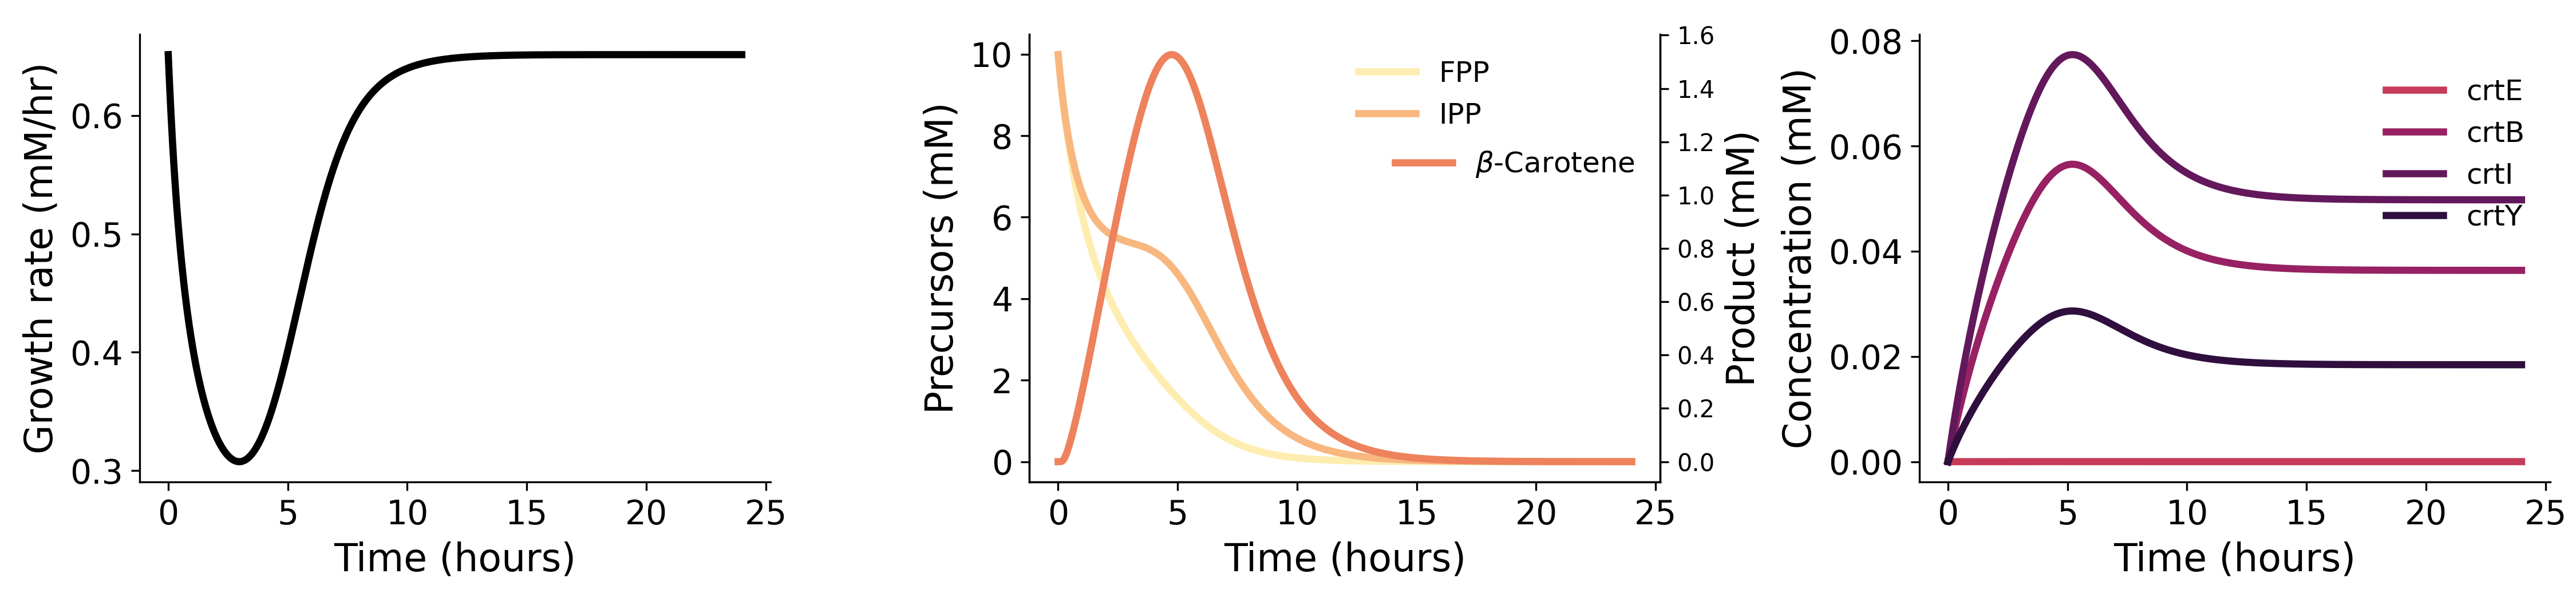 Growth rate (mM/hr)
0.6
0.5
0.4
0.3
0 5 10 15 20 25
Time (hours)
Precursors (mM)
10
8
6
4
2
0
FPP
IPP
β-Carotene
1.6
1.4
1.2
1.0
0.8
0.6
0.4
0.2
0.0
Product (mM)
0 5 10 15 20 25
Time (hours)
Concentration (mM)
0.08
0.06
0.04
0.02
0.00
crtE
crtB
crtI
crtY
0 5 10 15 20 25
Time (hours)